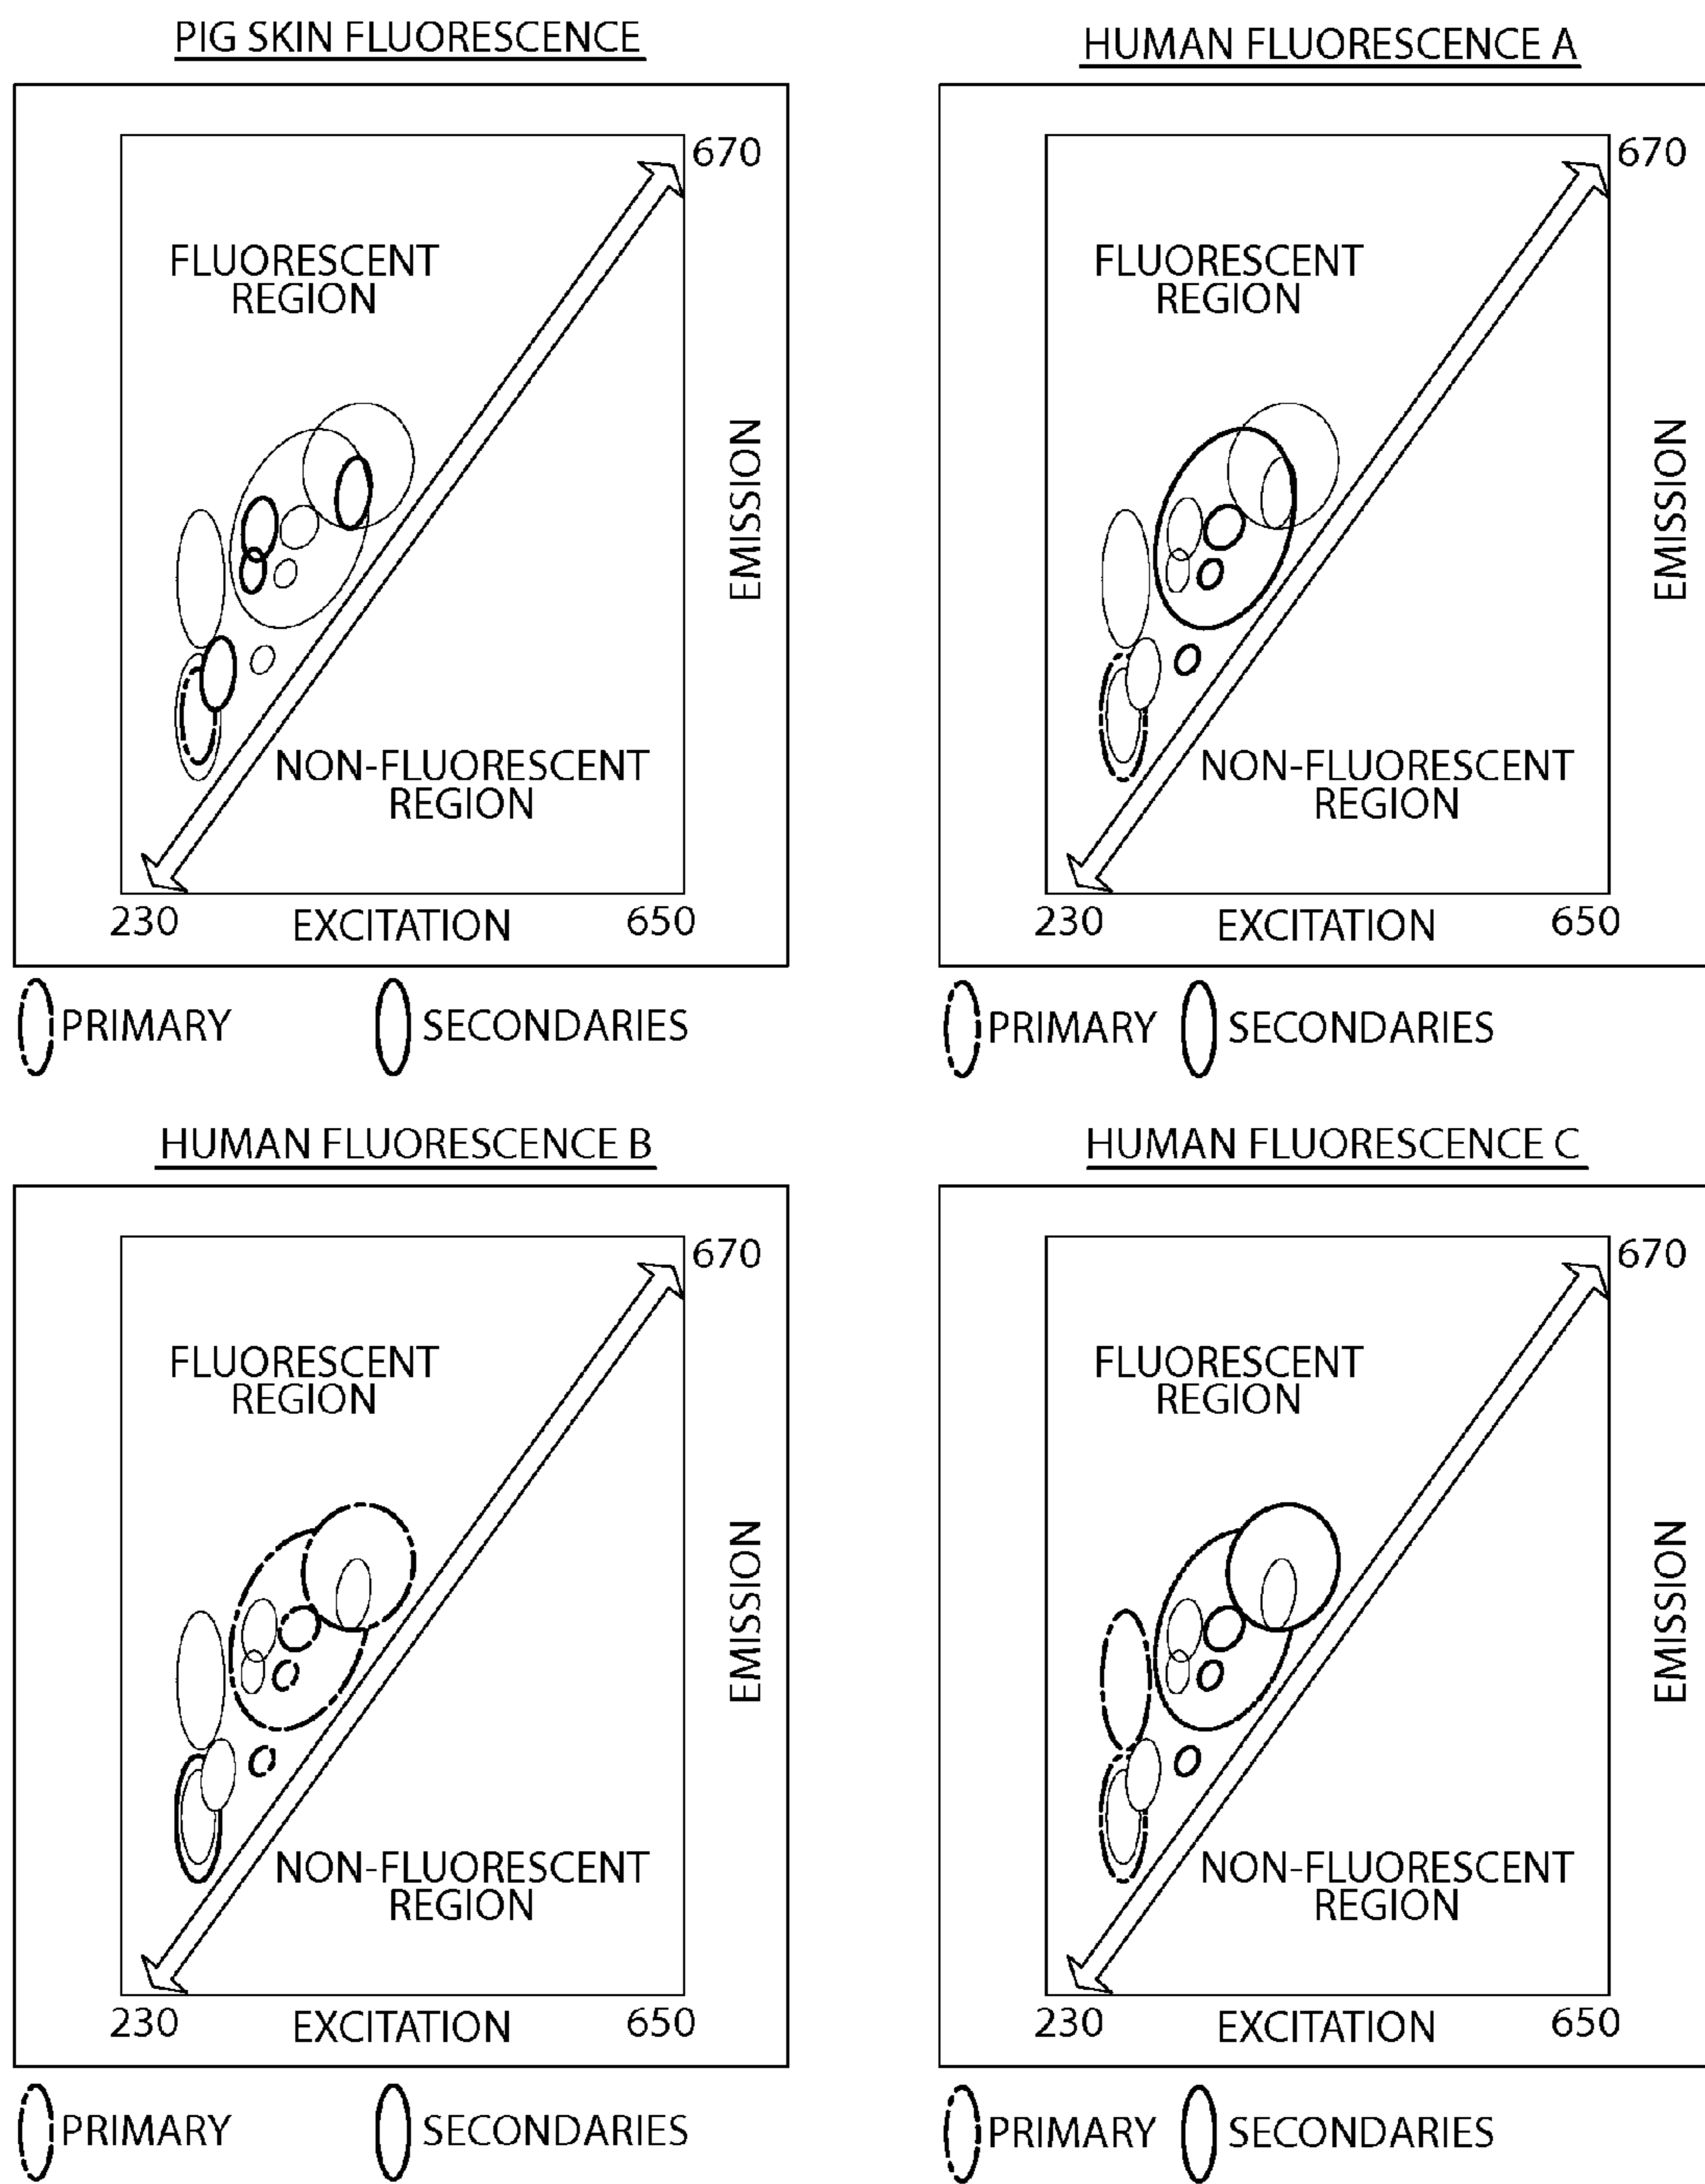 PIG SKIN FLUORESCENCE
670
FLUORESCENT
REGION
EMISSION
NON-FLUORESCENT
REGION
230 EXCITATION 650
PRIMARY SECONDARIES
HUMAN FLUORESCENCE A
670
FLUORESCENT
REGION
EMISSION
NON-FLUORESCENT
REGION
230 EXCITATION 650
PRIMARY SECONDARIES
HUMAN FLUORESCENCE B
670
FLUORESCENT
REGION
EMISSION
NON-FLUORESCENT
REGION
230 EXCITATION 650
PRIMARY SECONDARIES
HUMAN FLUORESCENCE C
670
FLUORESCENT
REGION
EMISSION
NON-FLUORESCENT
REGION
230 EXCITATION 650
PRIMARY SECONDARIES